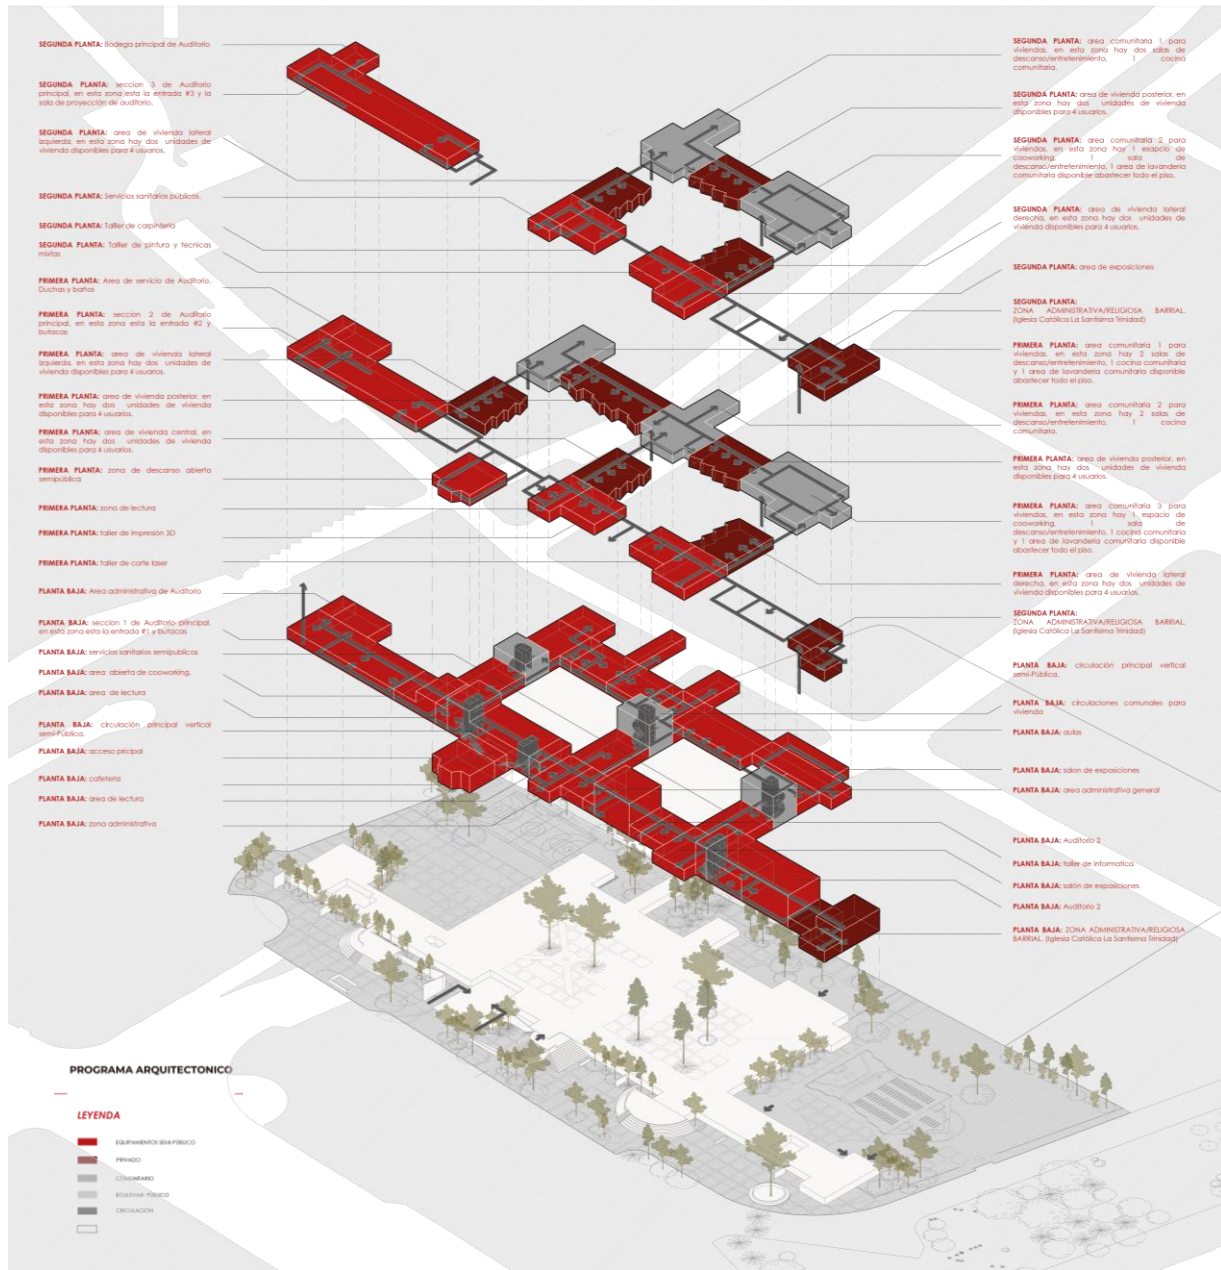 SEGUNDA PLANTA: Bodega principal de Auditorio
SEGUNDA PLANTA: seccion 3 de Auditorio
principal, en esta zona esta la entrada #3 y la
sala de proyección de auditorio.
SEGUNDA PLANTA: area de vivienda lateral
izquierda, en esta zona hay dos unidades de
vivienda disponibles para 4 usuarios.
SEGUNDA PLANTA: Servicios sanitarios públicos.
SEGUNDA PLANTA: Taller de carpinteria
SEGUNDA PLANTA: Taller de pintura y tecnicas
mixtas
PRIMERA PLANTA: Area de servicio de Auditorio.
Duchas y baños
PRIMERA PLANTA: seccion 2 de Auditorio
principal, en esta zona esta la entrada #2 y
butacas
PRIMERA PLANTA: area de vivienda lateral
izquierda, en esta zona hay dos unidades de
vivienda disponibles para 4 usuarios.
PRIMERA PLANTA: area de vivienda posterior, en
esta zona hay dos unidades de vivienda
disponibles para 4 usuarios.
PRIMERA PLANTA: area de vivienda central, en
esta zona hay dos unidades de vivienda
disponibles para 4 usuarios.
PRIMERA PLANTA: zona de descanso abierta
semipública
PRIMERA PLANTA: zona de lectura
PRIMERA PLANTA: taller de impresión 3D
PRIMERA PLANTA: taller de corte laser
PLANTA BAJA: Area administrativa de Auditorio
PLANTA BAJA: seccion 1 de Auditorio principal,
en esta zona esta la entrada #1 y butacas
PLANTA BAJA: servicios sanitarios semipublicos
PLANTA BAJA: area abierta de cooworking.
PLANTA BAJA: area de lectura
PLANTA BAJA: circulación principal vertical
semi-Pública.
PLANTA BAJA: acceso pricipal
PLANTA BAJA: cafeteria
PLANTA BAJA: area de lectura
PLANTA BAJA: zona administrativa
SEGUNDA PLANTA: area comunitaria 1 para
viviendas, en esta zona hay dos salas de
descanso/entretenimiento, 1 cocina
comunitaria.
SEGUNDA PLANTA: area de vivienda posterior, en
esta zona hay dos unidades de vivienda
disponibles para 4 usuarios.
SEGUNDA PLANTA: area comunitaria 2 para
viviendas, en esta zona hay 1 esapcio de
cooworking, 1 sala de
descanso/entretenimiento, 1 area de lavanderia
comunitaria disponible abastecer todo el piso.
SEGUNDA PLANTA: area de vivienda lateral
derecha, en esta zona hay dos unidades de
vivienda disponibles para 4 usuarios.
SEGUNDA PLANTA: area de exposiciones
SEGUNDA PLANTA:
ZONA ADMINISTRATIVA/RELIGIOSA BARRIAL.
(Iglesia Católica La Santísima Trinidad)
PRIMERA PLANTA: area comunitaria 1 para
viviendas, en esta zona hay 2 salas de
descanso/entretenimiento, 1 cocina comunitaria
y 1 area de lavanderia comunitaria disponible
abastecer todo el piso.
PRIMERA PLANTA: area comunitaria 2 para
viviendas, en esta zona hay 2 salas de
descanso/entretenimiento, 1 cocina
comunitaria.
PRIMERA PLANTA: area de vivienda posterior, en
esta zona hay dos unidades de vivienda
disponibles para 4 usuarios.
PRIMERA PLANTA: area comunitaria 3 para
viviendas, en esta zona hay 1 espacio de
cooworking, 1 sala de
descanso/entretenimiento, 1 cocina comunitaria
y 1 area de lavanderia comunitaria disponible
abastecer todo el piso.
PRIMERA PLANTA: area de vivienda lateral
derecha, en esta zona hay dos unidades de
vivienda disponibles para 4 usuarios.
SEGUNDA PLANTA:
ZONA ADMINISTRATIVA/RELIGIOSA BARRIAL.
(Iglesia Católica La Santísima Trinidad)
PLANTA BAJA: circulación principal vertical
semi-Pública.
PLANTA BAJA: circulaciones comunales para
vivienda
PLANTA BAJA: aulas
PLANTA BAJA: salon de exposiciones
PLANTA BAJA: area administrativa general
PLANTA BAJA: Auditorio 2
PLANTA BAJA: taller de informatica
PLANTA BAJA: salón de exposiciones
PLANTA BAJA: Auditorio 2
PLANTA BAJA: ZONA ADMINISTRATIVA/RELIGIOSA
BARRIAL. (Iglesia Católica La Santísima Trinidad)
PROGRAMA ARQUITECTONICO
LEYENDA
EQUIPAMIENTOS SEMI-PÚBLICO
PRIVADO
COMUNITARIO
BOULEVAR PÚBLICO
CIRCULACIÓN